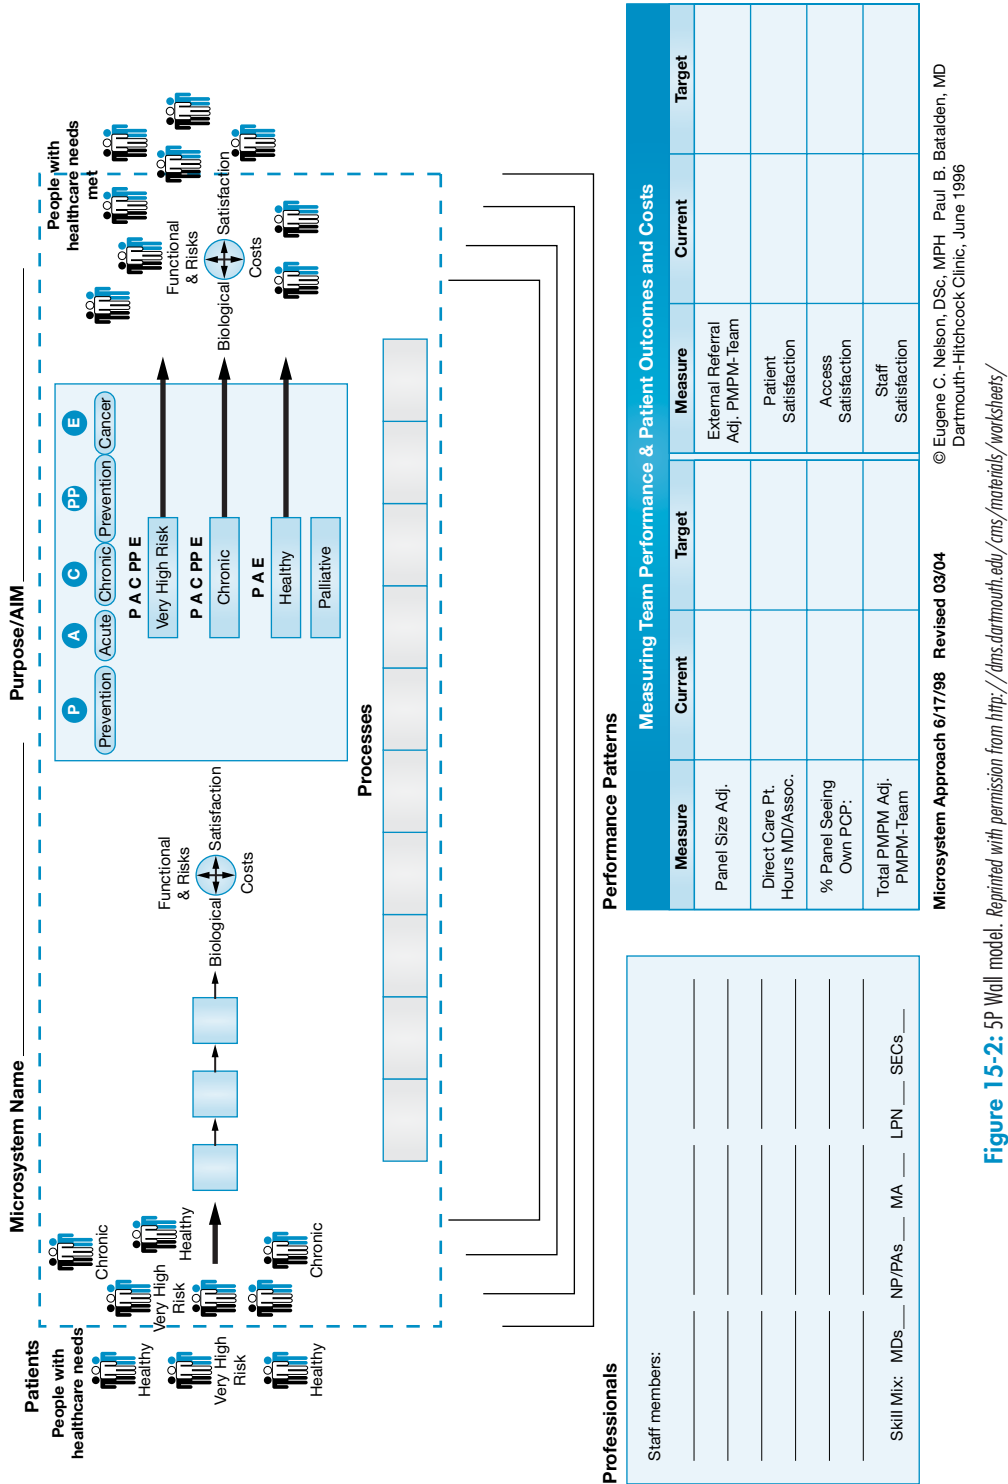 Microsystem Name
Purpose/AIM
Patients
People with
healthcare needs
Healthy
Very High
Risk
Healthy
Chronic
Very High
Risk
Healthy
Chronic
Functional
& Risks
Biological
Satisfaction
Costs
P A C PP E
Prevention Acute Chronic Prevention Cancer
P A C PP E
Very High Risk
P A C PP E
Chronic
P A E
Healthy
Palliative
People with
healthcare needs
met
Functional
& Risks
Biological
Satisfaction
Costs
Processes
Professionals
Staff members:
Skill Mix: MDs___ NP/PAs___ MA ___ LPN ___ SECs___
Performance Patterns
Measuring Team Performance & Patient Outcomes and Costs
Measure Current Target Measure Current Target
Panel Size Adj.
External Referral
Adj. PMPM-Team
Direct Care Pt.
Hours MD/Assoc.
Patient
Satisfaction
% Panel Seeing
Own PCP:
Access
Satisfaction
Total PMPM Adj.
PMPM-Team
Staff
Satisfaction
Microsystem Approach 6/17/98 Revised 03/04
© Eugene C. Nelson, DSc, MPH Paul B. Batalden, MD
Dartmouth-Hitchcock Clinic, June 1996
Figure 15-2: 5P Wall model. Reprinted with permission from http://dms.dartmouth.edu/cms/materials/worksheets/